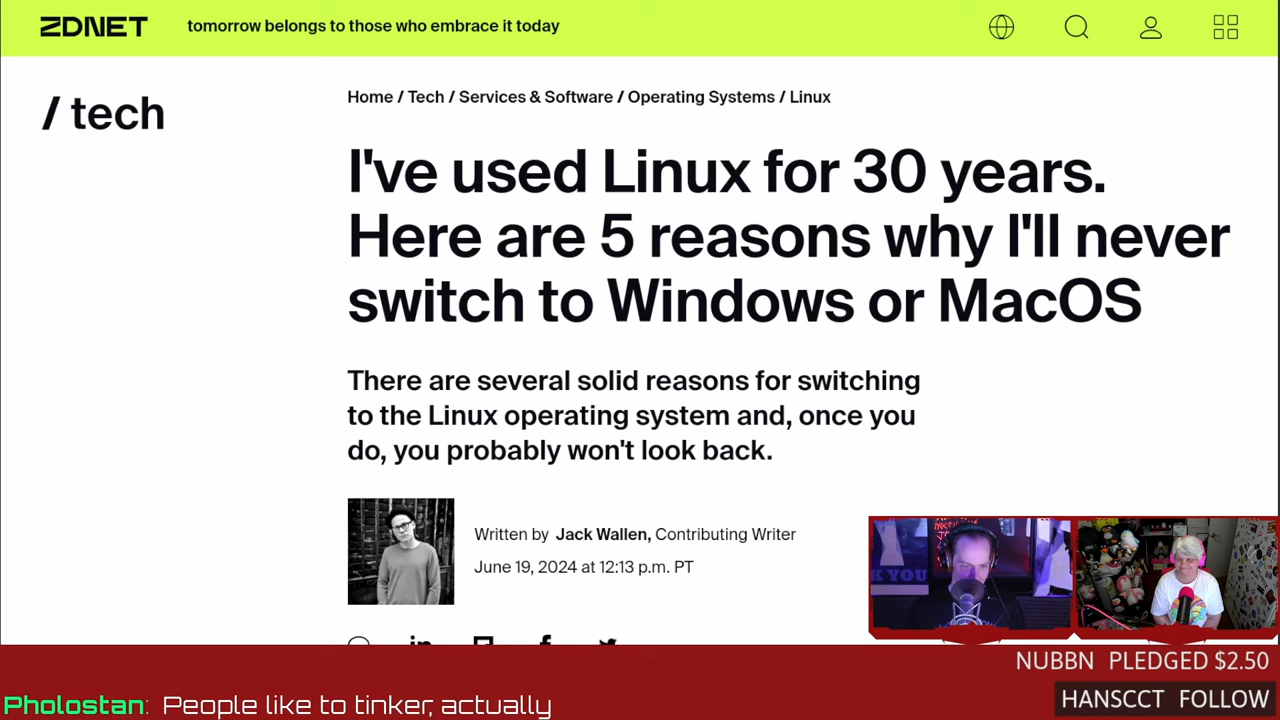 ZDNET
tomorrow belongs to those who embrace it today
/ tech
Home / Tech / Services & Software / Operating Systems / Linux
I've used Linux for 30 years.
Here are 5 reasons why I'll never
switch to Windows or MacOS
There are several solid reasons for switching
to the Linux operating system and, once you
do, you probably won't look back.
Written by Jack Wallen, Contributing Writer
June 19, 2024 at 12:13 p.m. PT
K YOU
NUBBN PLEDGED $2.50
HANSCCT FOLLOW
Pholostan: People like to tinker, actually